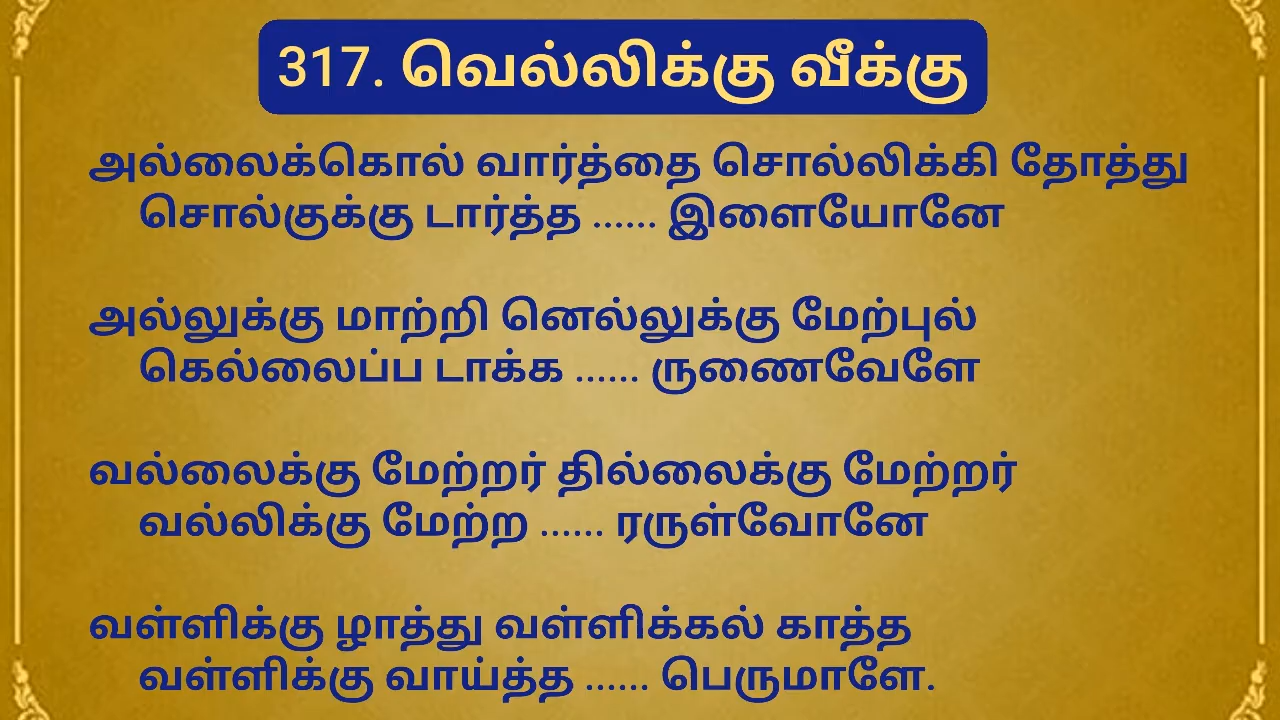 317. வெல்லிக்கு வீக்கு
அல்லைக்கொல் வார்த்தை சொல்லிக்கி தோத்து
சொல்குக்கு டார்த்த ...... இளையோனே
அல்லுக்கு மாற்றி னெல்லுக்கு மேற்புல்
கெல்லைப்ப டாக்க ...... ருணைவேளே
வல்லைக்கு மேற்றர் தில்லைக்கு மேற்றர்
வல்லிக்கு மேற்ற ...... ரருள்வோனே
வள்ளிக்கு ழாத்து வள்ளிக்கல் காத்த
வள்ளிக்கு வாய்த்த ...... பெருமாளே.